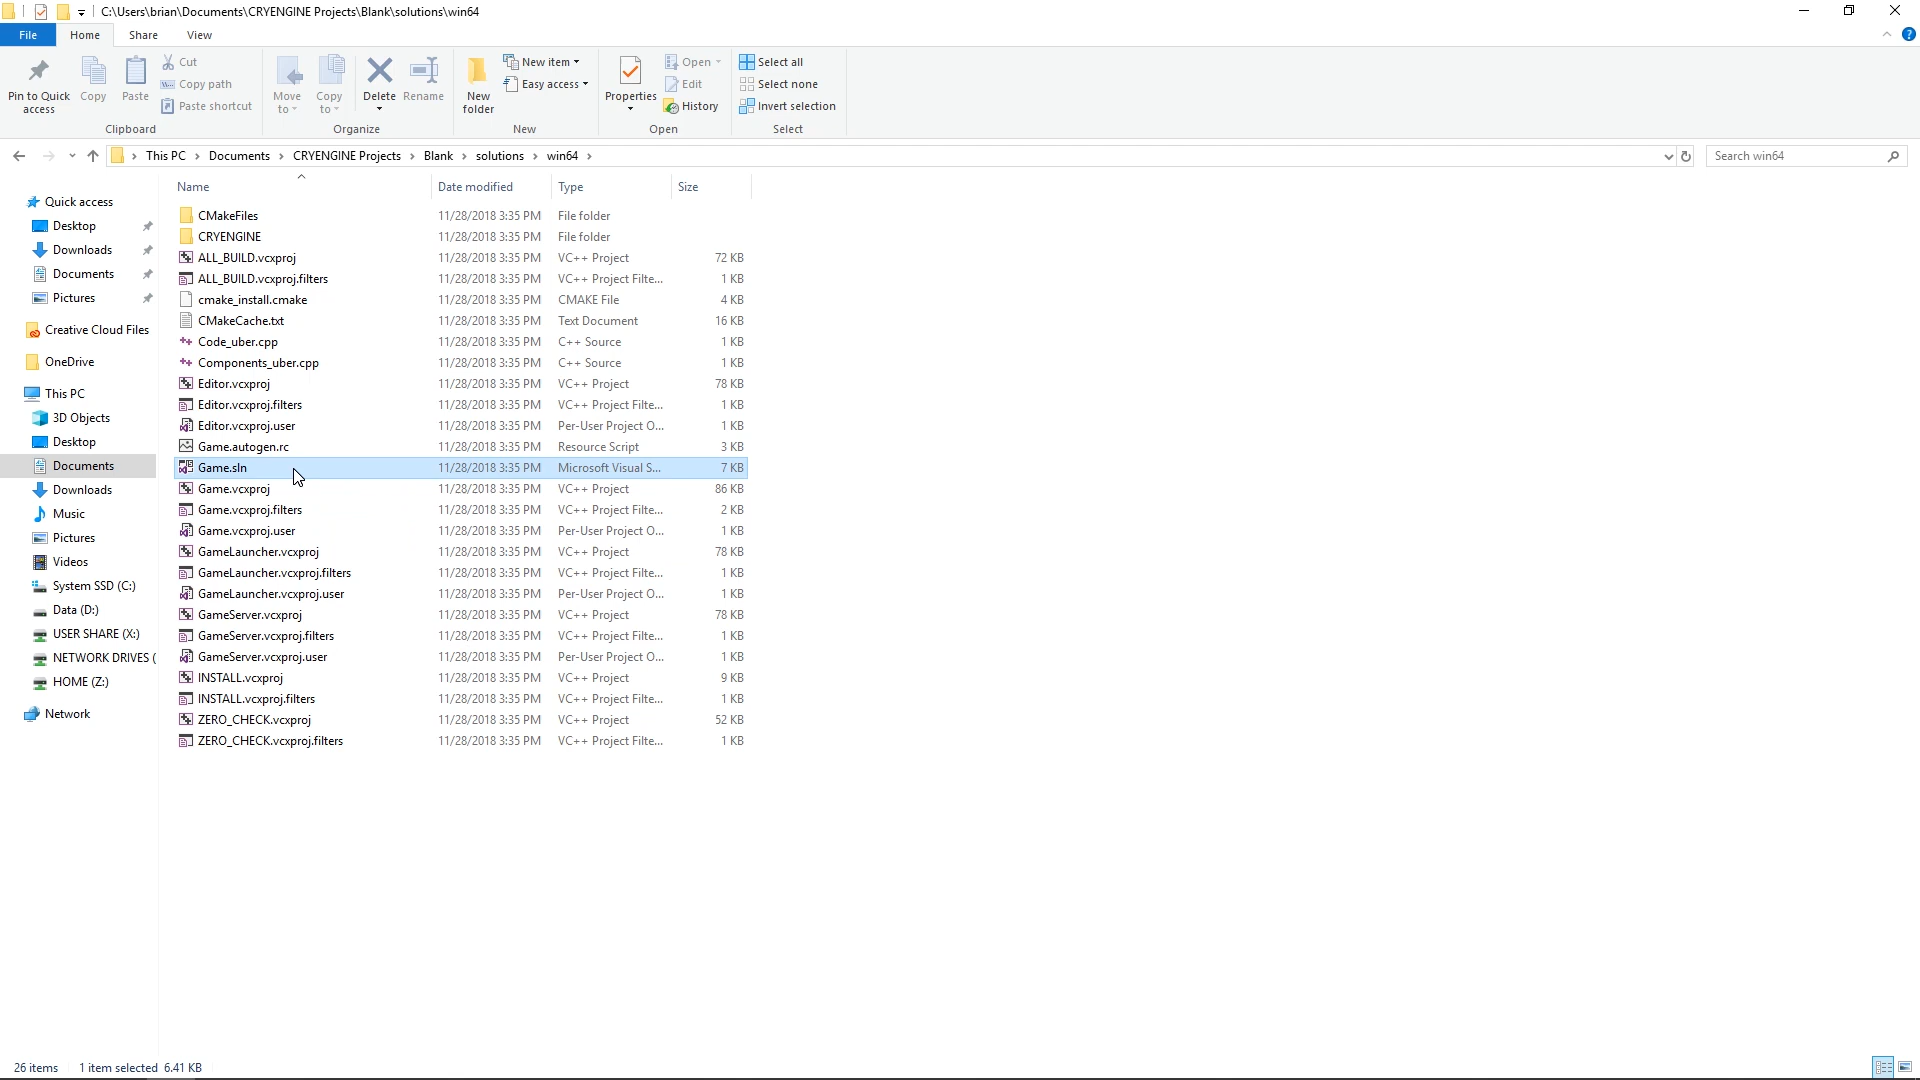 C:\Users\brian\Documents\CRYENGINE Projects\Blank\solutions\win64
File Home Share View
Pin to Quick access
Copy
Paste
Cut
Copy path
Paste shortcut
Clipboard
Move to
Copy to
Delete
Rename
Organize
New folder
New item
Easy access
New
Properties
Open
Edit
History
Open
Select all
Select none
Invert selection
Select
This PC > Documents > CRYENGINE Projects > Blank > solutions > win64 >
Search win64
Quick access
Desktop
Downloads
Documents
Pictures
Creative Cloud Files
OneDrive
This PC
3D Objects
Desktop
Documents
Downloads
Music
Pictures
Videos
System SSD (C:)
Data (D:)
USER SHARE (X:)
NETWORK DRIVES (
HOME (Z:)
Network
Name Date modified Type Size
CMakeFiles 11/28/2018 3:35 PM File folder
CRYENGINE 11/28/2018 3:35 PM File folder
ALL_BUILD.vcxproj 11/28/2018 3:35 PM VC++ Project 72 KB
ALL_BUILD.vcxproj.filters 11/28/2018 3:35 PM VC++ Project Filte... 1 KB
cmake_install.cmake 11/28/2018 3:35 PM CMAKE File 4 KB
CMakeCache.txt 11/28/2018 3:35 PM Text Document 16 KB
Code_uber.cpp 11/28/2018 3:35 PM C++ Source 1 KB
Components_uber.cpp 11/28/2018 3:35 PM C++ Source 1 KB
Editor.vcxproj 11/28/2018 3:35 PM VC++ Project 78 KB
Editor.vcxproj.filters 11/28/2018 3:35 PM VC++ Project Filte... 1 KB
Editor.vcxproj.user 11/28/2018 3:35 PM Per-User Project O... 1 KB
Game.autogen.rc 11/28/2018 3:35 PM Resource Script 3 KB
Game.sln 11/28/2018 3:35 PM Microsoft Visual S... 7 KB
Game.vcxproj 11/28/2018 3:35 PM VC++ Project 86 KB
Game.vcxproj.filters 11/28/2018 3:35 PM VC++ Project Filte... 2 KB
Game.vcxproj.user 11/28/2018 3:35 PM Per-User Project O... 1 KB
GameLauncher.vcxproj 11/28/2018 3:35 PM VC++ Project 78 KB
GameLauncher.vcxproj.filters 11/28/2018 3:35 PM VC++ Project Filte... 1 KB
GameLauncher.vcxproj.user 11/28/2018 3:35 PM Per-User Project O... 1 KB
GameServer.vcxproj 11/28/2018 3:35 PM VC++ Project 78 KB
GameServer.vcxproj.filters 11/28/2018 3:35 PM VC++ Project Filte... 1 KB
GameServer.vcxproj.user 11/28/2018 3:35 PM Per-User Project O... 1 KB
INSTALL.vcxproj 11/28/2018 3:35 PM VC++ Project 9 KB
INSTALL.vcxproj.filters 11/28/2018 3:35 PM VC++ Project Filte... 1 KB
ZERO_CHECK.vcxproj 11/28/2018 3:35 PM VC++ Project 52 KB
ZERO_CHECK.vcxproj.filters 11/28/2018 3:35 PM VC++ Project Filte... 1 KB
26 items 1 item selected 6.41 KB